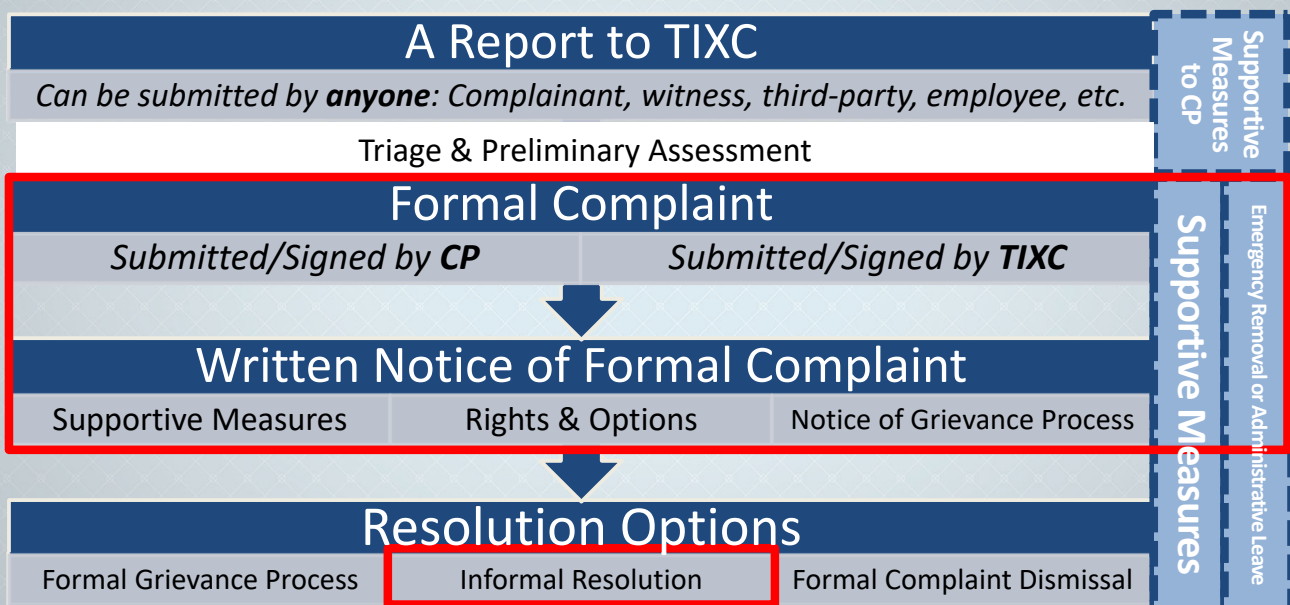 A Report to TIXC
Can be submitted by anyone: Complainant, witness, third-party, employee, etc.
Triage & Preliminary Assessment
Supportive
Measures
to CP
Formal Complaint
Submitted/Signed by CP
Submitted/Signed by TIXC
Written Notice of Formal Complaint
Supportive Measures
Rights & Options
Notice of Grievance Process
Resolution Options
Formal Grievance Process
Informal Resolution
Formal Complaint Dismissal
Supportive Measures
Emergency Removal or Administrative Leave